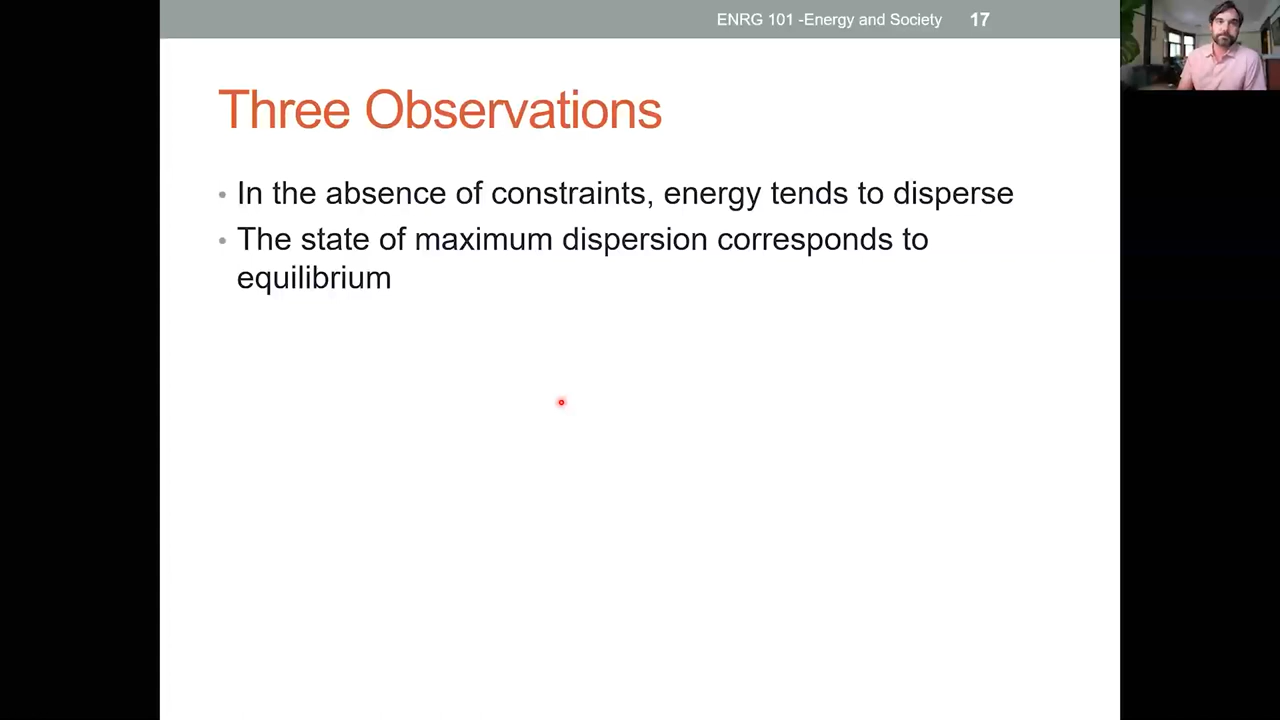 ENRG 101 -Energy and Society 17
Three Observations
• In the absence of constraints, energy tends to disperse
• The state of maximum dispersion corresponds to
equilibrium